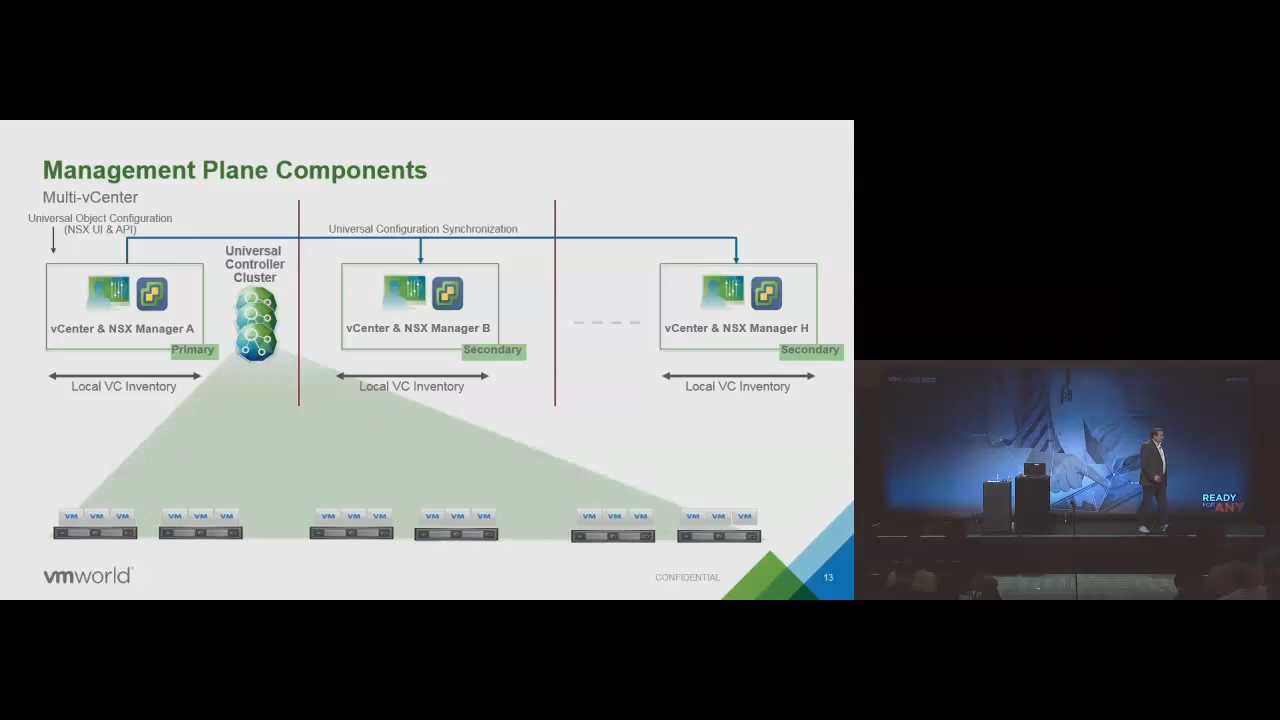 Management Plane Components
Multi-vCenter
Universal Object Configuration
(NSX UI & API)
Universal Configuration Synchronization
Universal
Controller
Cluster
vCenter & NSX Manager A
Primary
vCenter & NSX Manager B
Secondary
vCenter & NSX Manager H
Secondary
Local VC Inventory
Local VC Inventory
Local VC Inventory
VM VM VM
VM VM VM
VM VM VM
VM VM VM
VM VM VM
VM VM VM
vmworld
CONFIDENTIAL
13
READY
FOR ANY